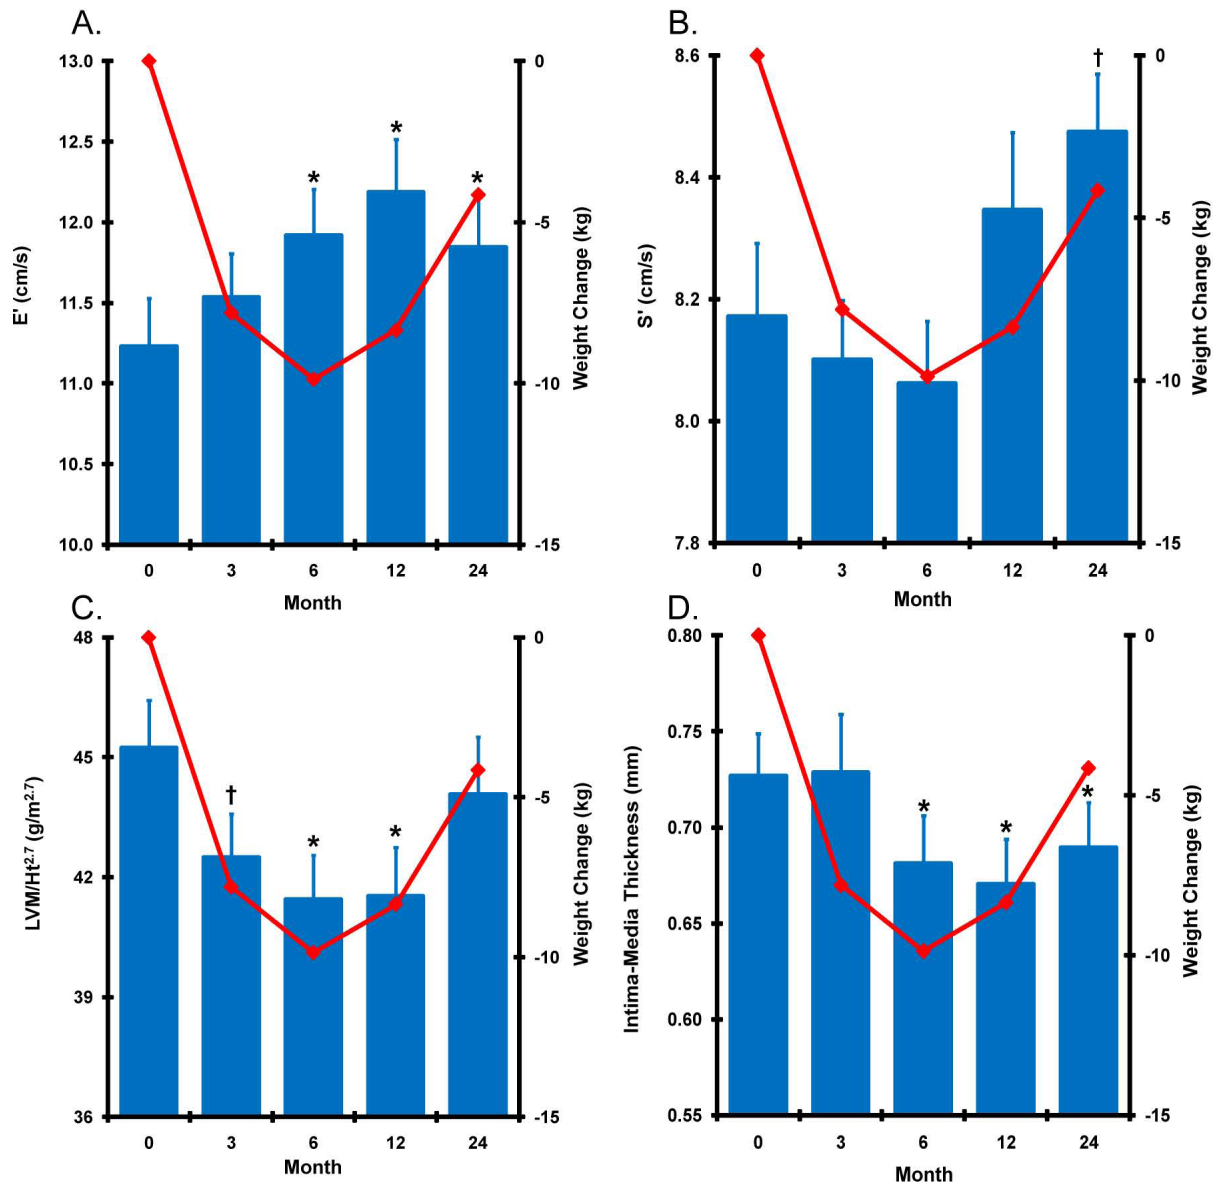 A.
13.0
12.5
12.0
11.5
11.0
10.5
10.0
E' (cm/s)
0
-5
-10
-15
Weight Change (kg)
* * *
0 3 6 12 24
Month
B.
8.6
8.4
8.2
8.0
7.8
S' (cm/s)
0
-5
-10
-15
Weight Change (kg)
†
0 3 6 12 24
Month
C.
48
45
42
39
36
LVM/Ht2.7 (g/m2.7)
0
-5
-10
-15
Weight Change (kg)
† * *
0 3 6 12 24
Month
D.
0.80
0.75
0.70
0.65
0.60
0.55
Intima-Media Thickness (mm)
0
-5
-10
-15
Weight Change (kg)
* * *
0 3 6 12 24
Month